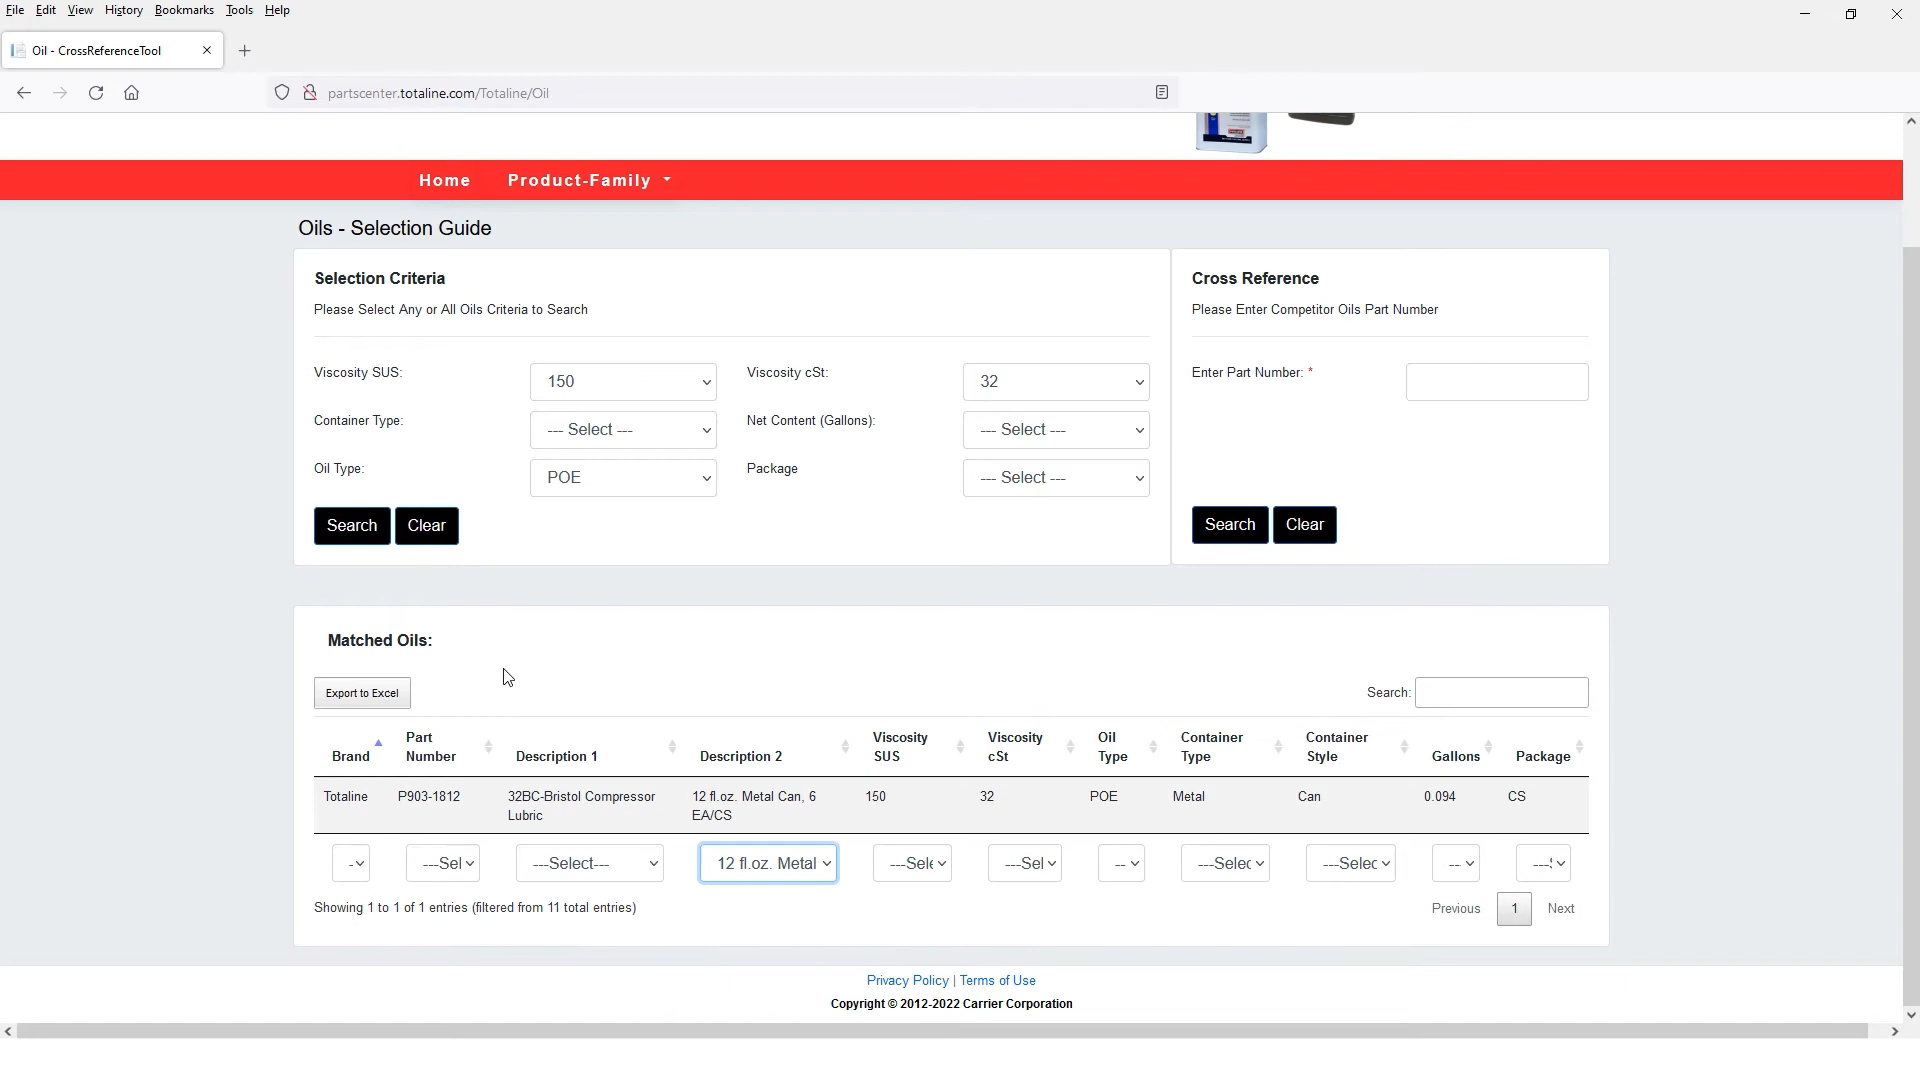 File Edit View History Bookmarks Tools Help
Oil - CrossReferenceTool
partscenter.totaline.com/Totaline/Oil
Home Product-Family
Oils - Selection Guide
Selection Criteria
Please Select Any or All Oils Criteria to Search
Viscosity SUS: 150 Viscosity cSt: 32
Container Type: --- Select --- Net Content (Gallons): --- Select ---
Oil Type: POE Package --- Select ---
Search Clear
Cross Reference
Please Enter Competitor Oils Part Number
Enter Part Number: *
Search Clear
Matched Oils:
Export to Excel Search:
Brand Part Number Description 1 Description 2 Viscosity SUS Viscosity cSt Oil Type Container Type Container Style Gallons Package
Totaline P903-1812 32BC-Bristol Compressor Lubric 12 fl.oz. Metal Can, 6 EA/CS 150 32 POE Metal Can 0.094 CS
- ---Sel ---Select--- 12 fl.oz. Metal ---Sele ---Sel -- ---Selec ---Selec --- ---S
Showing 1 to 1 of 1 entries (filtered from 11 total entries) Previous 1 Next
Privacy Policy | Terms of Use
Copyright © 2012-2022 Carrier Corporation